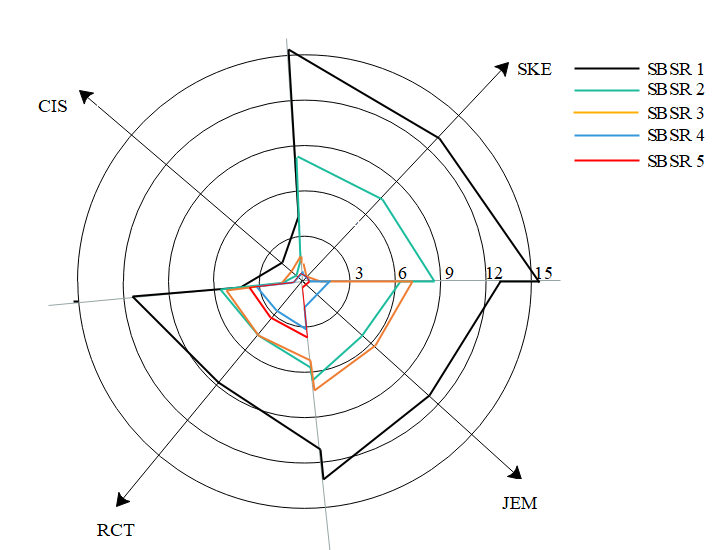 SKE
SBSR 1
SBSR 2
SBSR 3
SBSR 4
SBSR 5
CIS
3 6 9 12 15
JEM
RCT